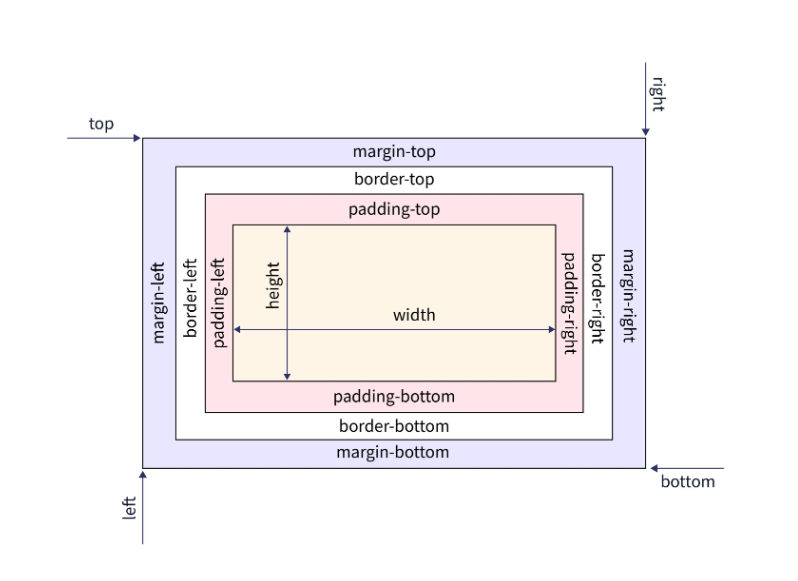 right
top
margin-top
border-top
padding-top
margin-left
border-left
padding-left
height
width
padding-right
border-right
margin-right
padding-bottom
border-bottom
margin-bottom
left
bottom